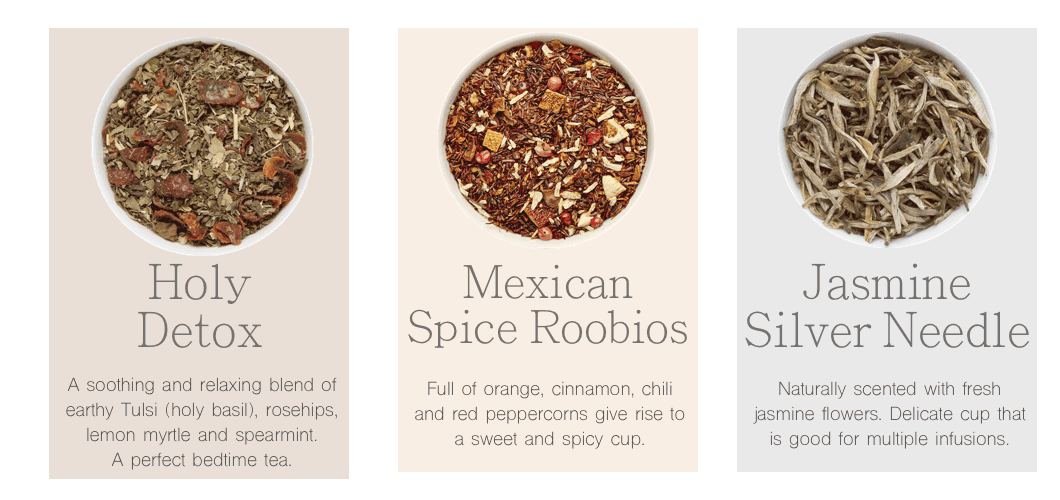 Holy
Detox
A soothing and relaxing blend of
earthy Tulsi (holy basil), rosehips,
lemon myrtle and spearmint.
A perfect bedtime tea.
Mexican
Spice Roobios
Full of orange, cinnamon, chili
and red peppercorns give rise to
a sweet and spicy cup.
Jasmine
Silver Needle
Naturally scented with fresh
jasmine flowers. Delicate cup that
is good for multiple infusions.